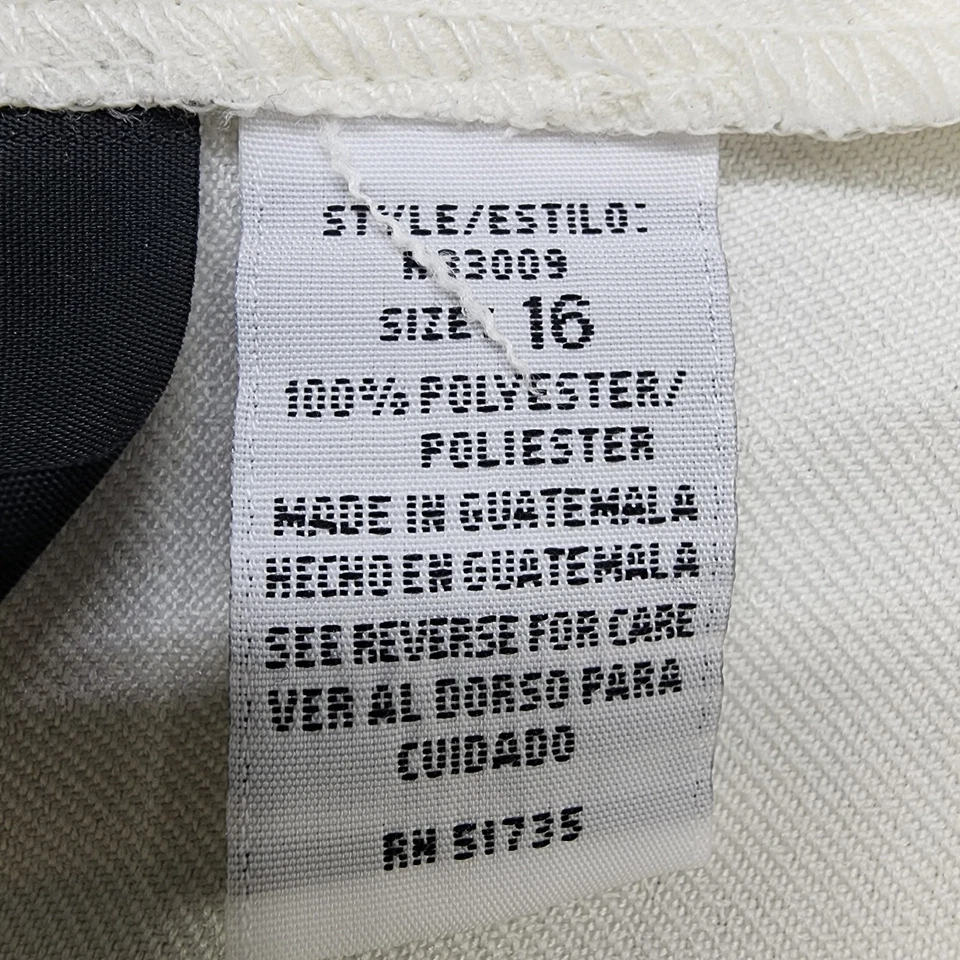 STYLE/ESTILO:
SIZE: 16
100% POLYESTER/
POLIESTER
MADE IN GUATEMALA
HECHO EN GUATEMALA
SEE REVERSE FOR CARE
VER AL DORSO PARA
CUIDADO
RN 51735